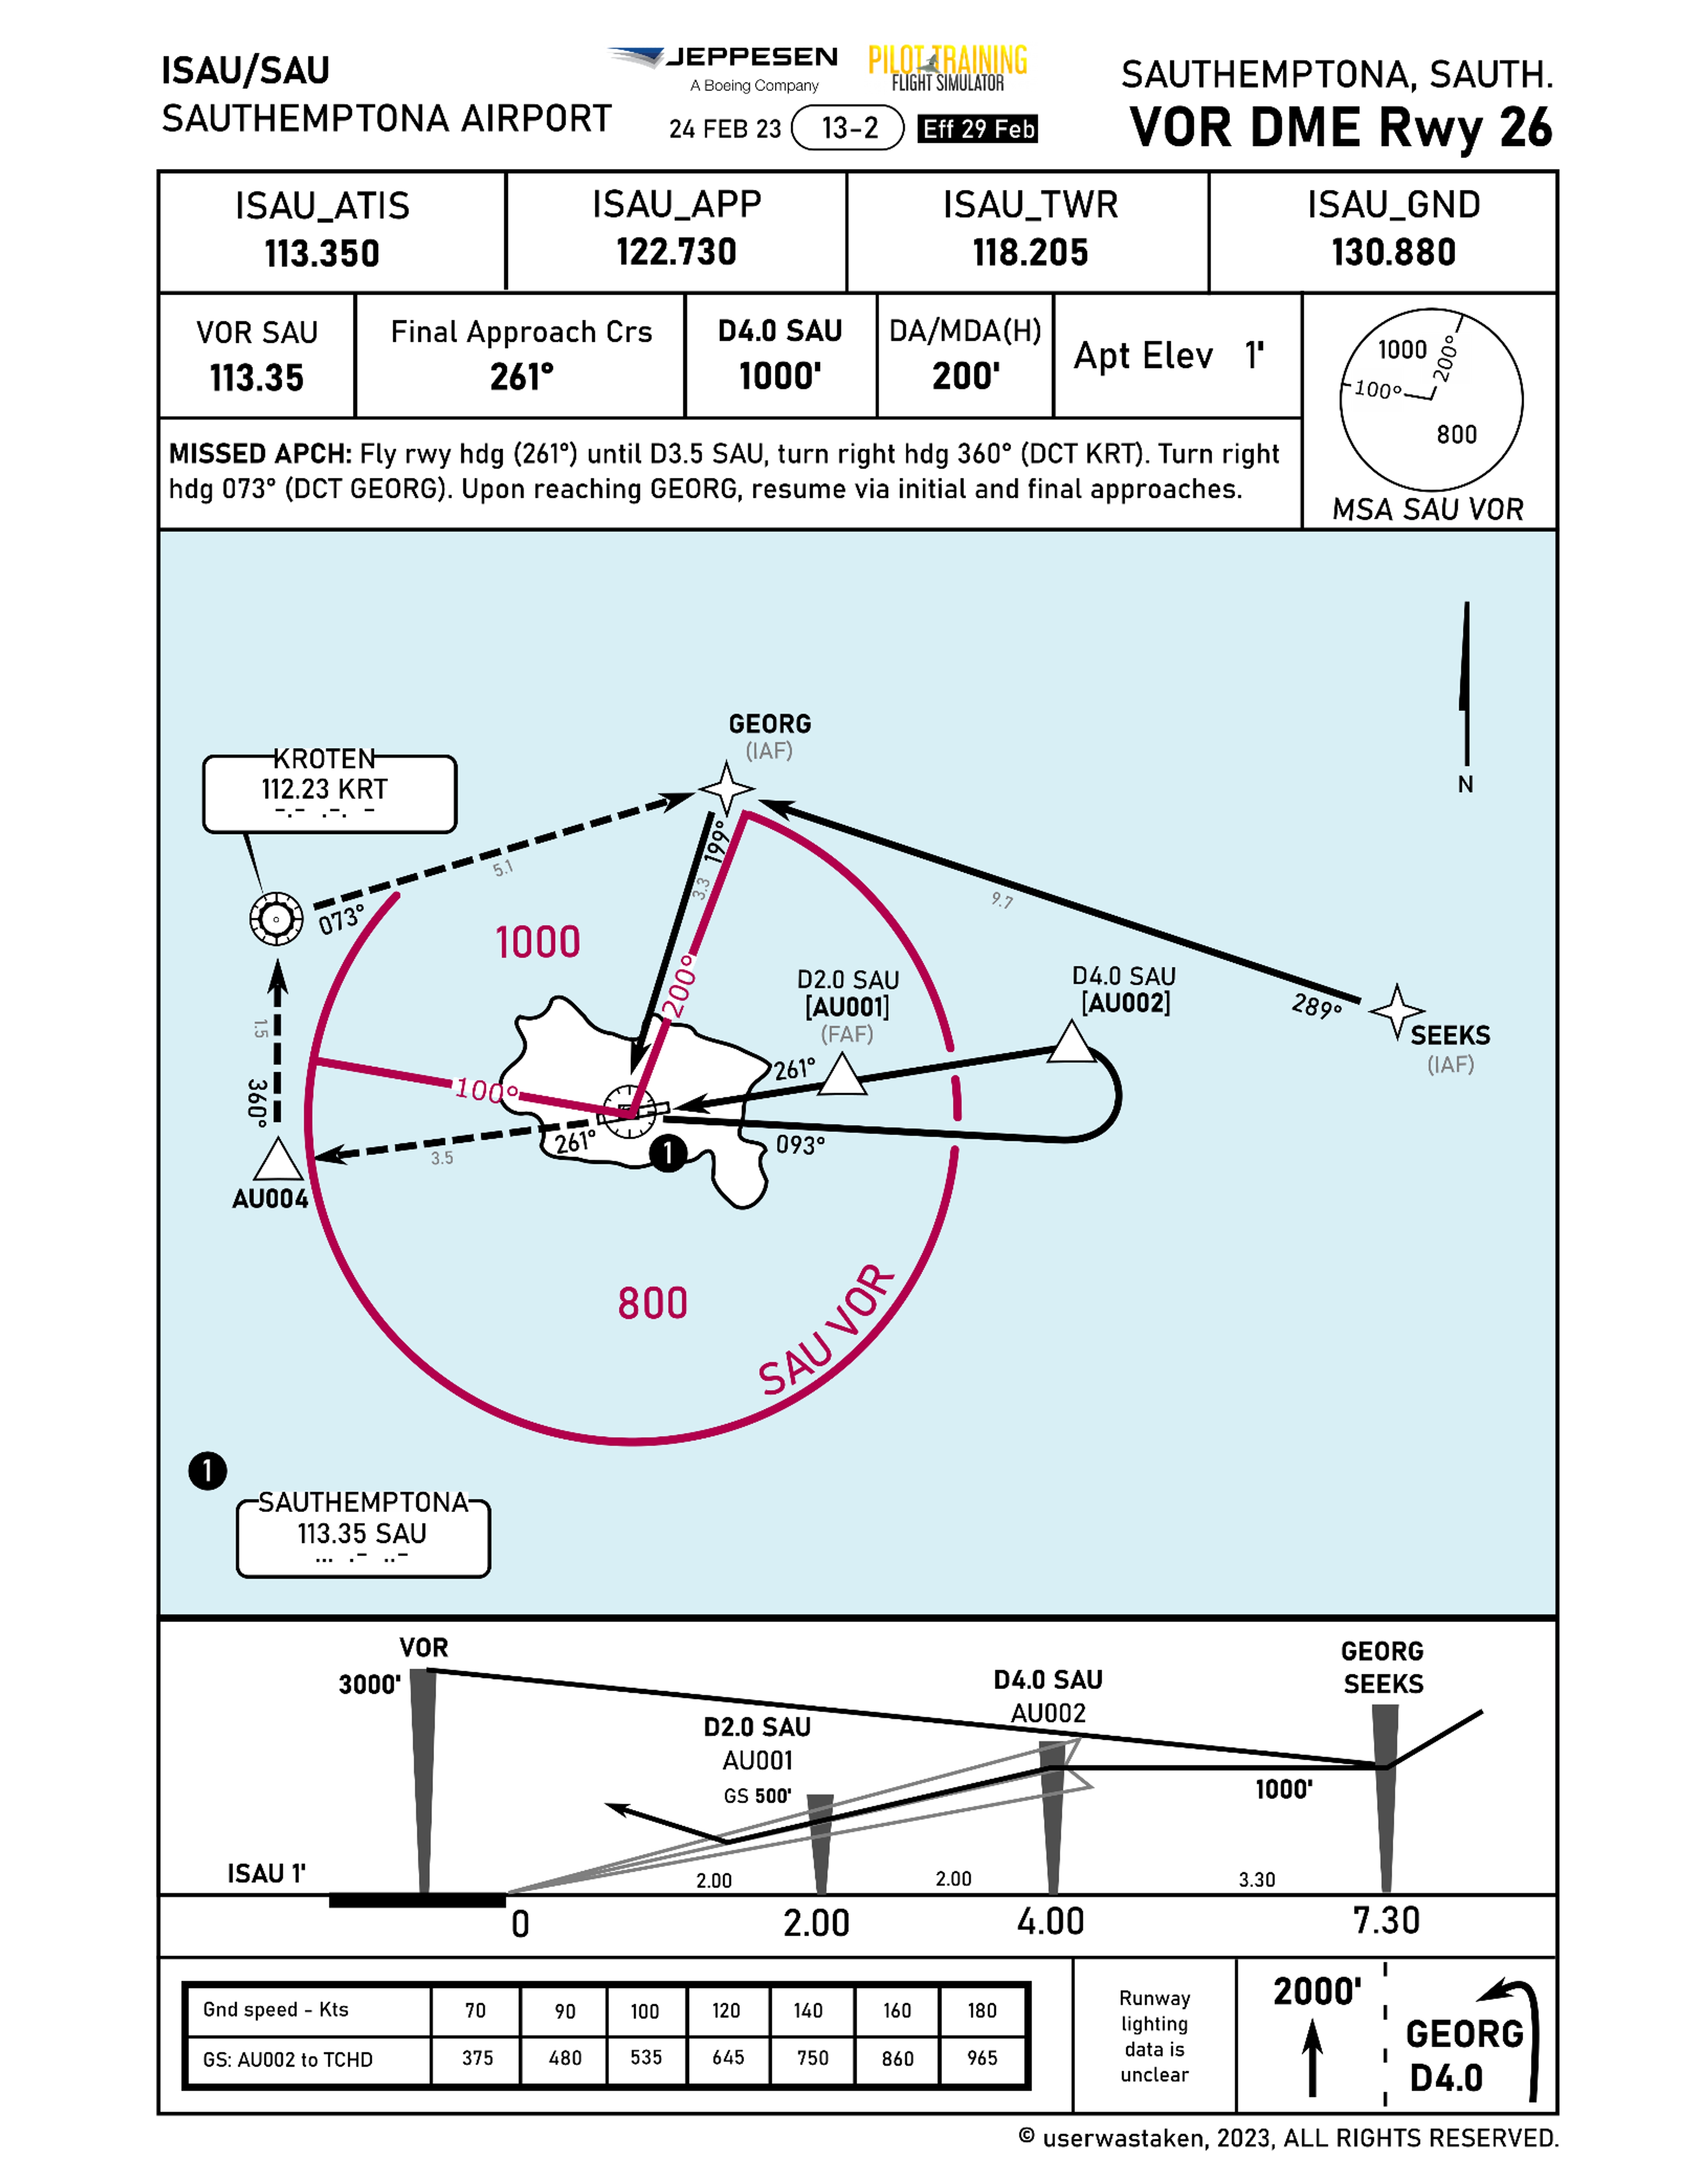 ISAU/SAU
SAUTHEMPTONA AIRPORT
JEPPESEN
A Boeing Company
PILOT TRAINING
FLIGHT SIMULATOR
24 FEB 23
13-2
Eff 29 Feb
SAUTHEMPTONA, SAUTH.
VOR DME Rwy 26
ISAU_ATIS
113.350
ISAU_APP
122.730
ISAU_TWR
118.205
ISAU_GND
130.880
VOR SAU
113.35
Final Approach Crs
261°
D4.0 SAU
1000'
DA/MDA(H)
200'
Apt Elev 1'
1000
200°
100°
800
MSA SAU VOR
MISSED APCH: Fly rwy hdg (261°) until D3.5 SAU, turn right hdg 360° (DCT KRT). Turn right
hdg 073° (DCT GEORG). Upon reaching GEORG, resume via initial and final approaches.
GEORG
(IAF)
KROTEN
112.23 KRT
-.- .-. -
N
199°
3.3
5.1
073°
9.7
1000
200°
D2.0 SAU
[AU001]
(FAF)
D4.0 SAU
[AU002]
289°
SEEKS
(IAF)
1.5
360°
261°
100°
261°
093°
1
3.5
AU004
800
SAU VOR
1
SAUTHEMPTONA
113.35 SAU
... .- ..-
VOR
3000'
GEORG
SEEKS
D4.0 SAU
AU002
D2.0 SAU
AU001
GS 500'
1000'
ISAU 1'
2.00
2.00
3.30
0
2.00
4.00
7.30
Gnd speed - Kts 70 90 100 120 140 160 180
GS: AU002 to TCHD 375 480 535 645 750 860 965
Runway
lighting
data is
unclear
2000'
GEORG
D4.0
© userwastaken, 2023, ALL RIGHTS RESERVED.